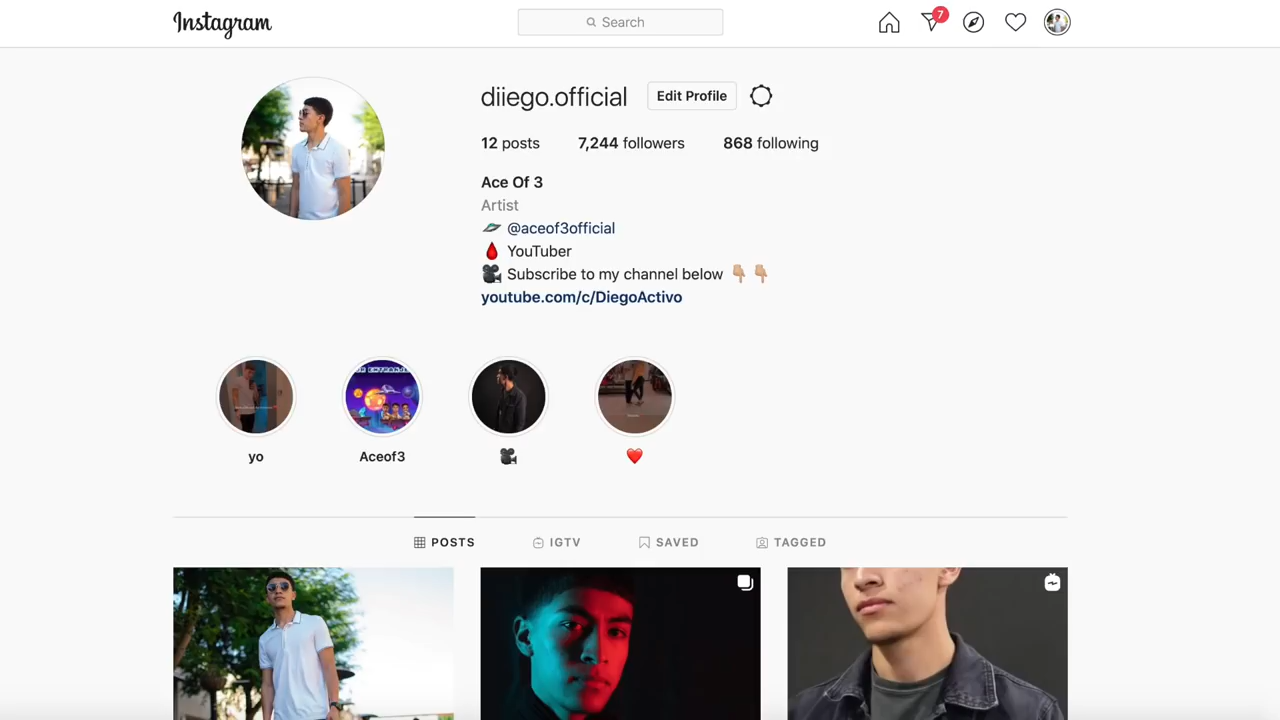 Instagram
Search
7
diiego.official Edit Profile
12 posts 7,244 followers 868 following
Ace Of 3
Artist
@aceof3official
YouTuber
Subscribe to my channel below
youtube.com/c/DiegoActivo
yo Aceof3
POSTS IGTV SAVED TAGGED